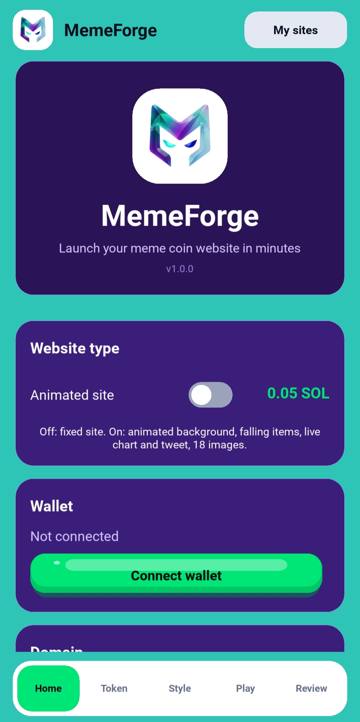 MemeForge
My sites
MemeForge
Launch your meme coin website in minutes
v1.0.0
Website type
Animated site
0.05 SOL
Off: fixed site. On: animated background, falling items, live
chart and tweet, 18 images.
Wallet
Not connected
Connect wallet
Domain
Home
Token
Style
Play
Review